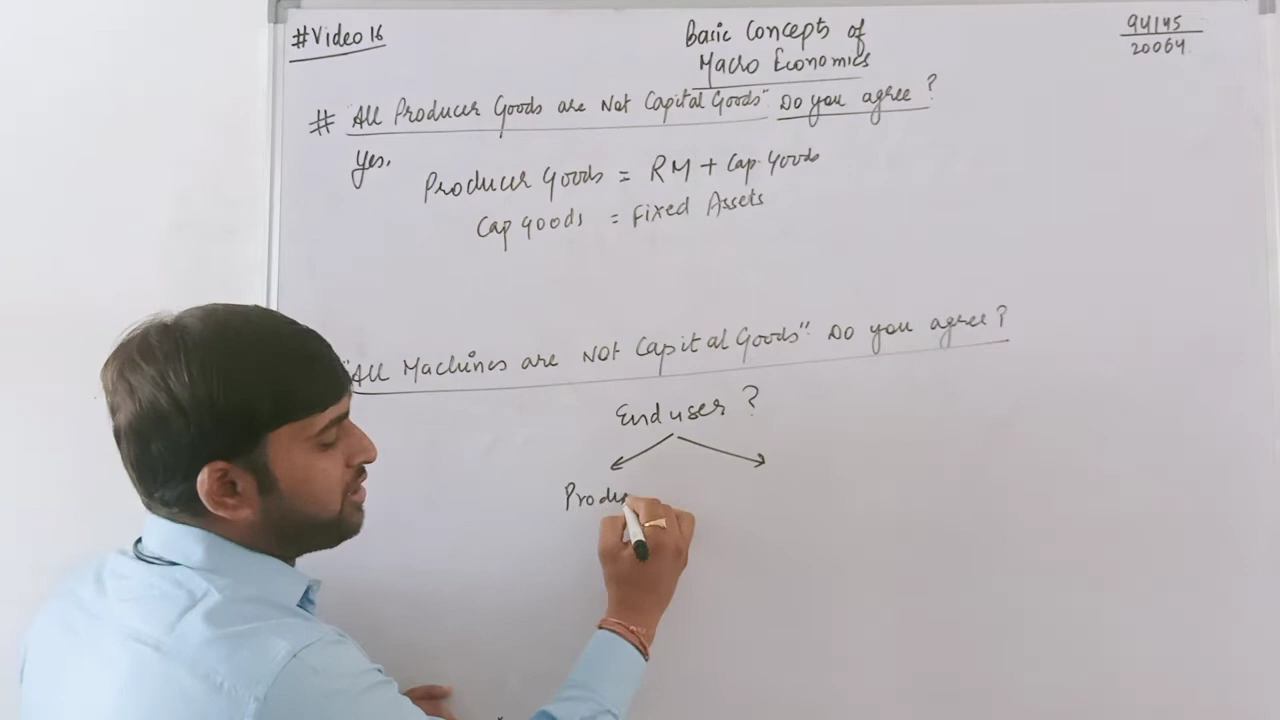 #Video 16
Basic Concepts of
Macro Economics
94145
20064
# "All Producer Goods are Not Capital Goods" Do you agree?
Yes.
Producer Goods = RM + Cap. Goods
Cap Goods = Fixed Assets
"All Machines are NOT Capital Goods" Do you agree?
End user ?
Produ